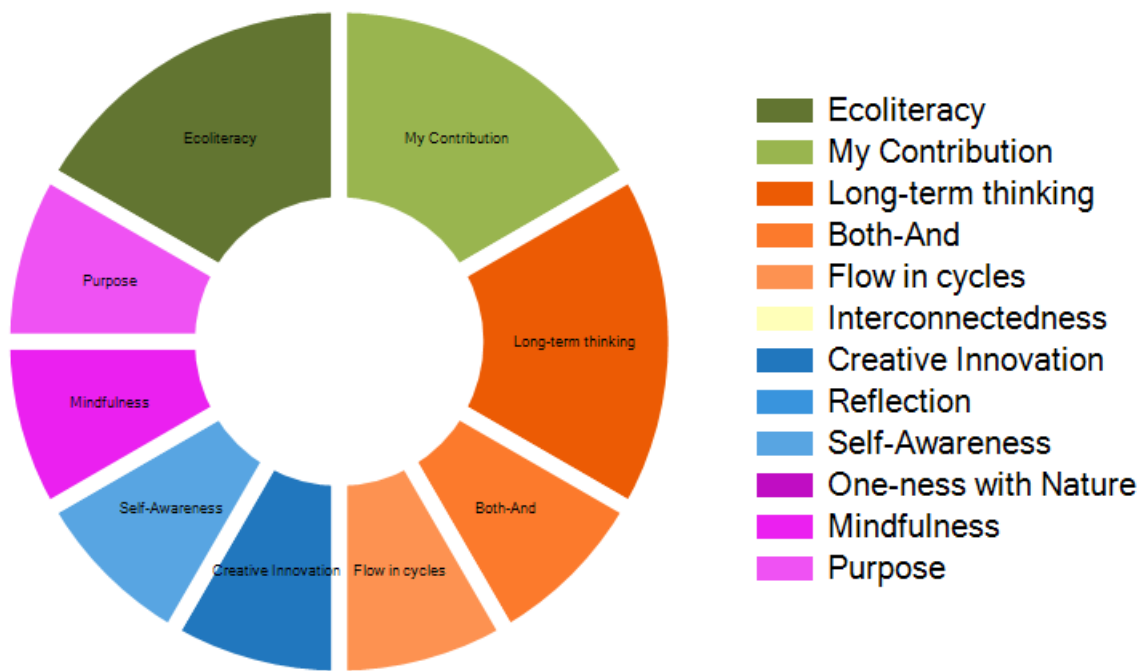 Ecoliteracy
My Contribution
Purpose
Long-term thinking
Mindfulness
Self-Awareness
Both-And
Creative Innovation
Flow in cycles
Ecoliteracy
My Contribution
Long-term thinking
Both-And
Flow in cycles
Interconnectedness
Creative Innovation
Reflection
Self-Awareness
One-ness with Nature
Mindfulness
Purpose